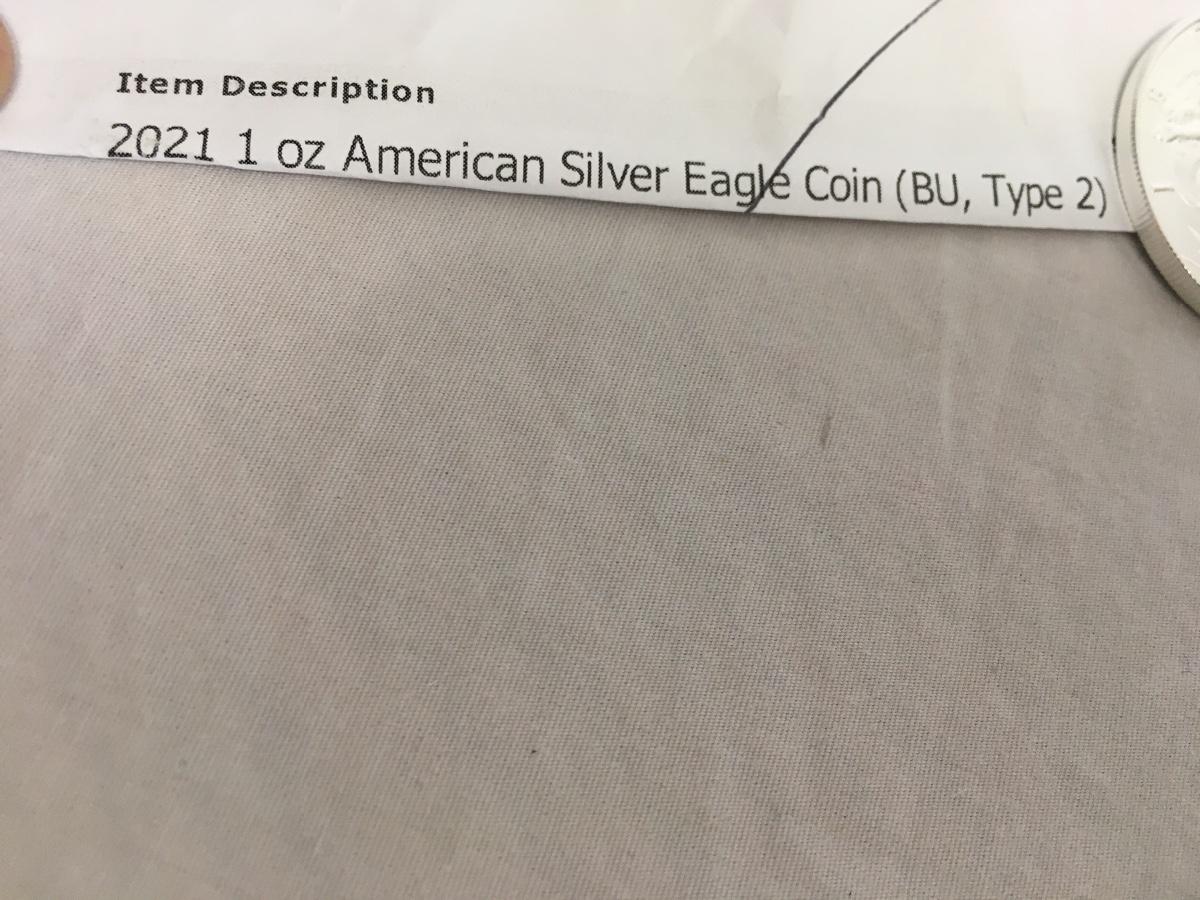 Item Description
2021 1 oz American Silver Eagle Coin (BU, Type 2)